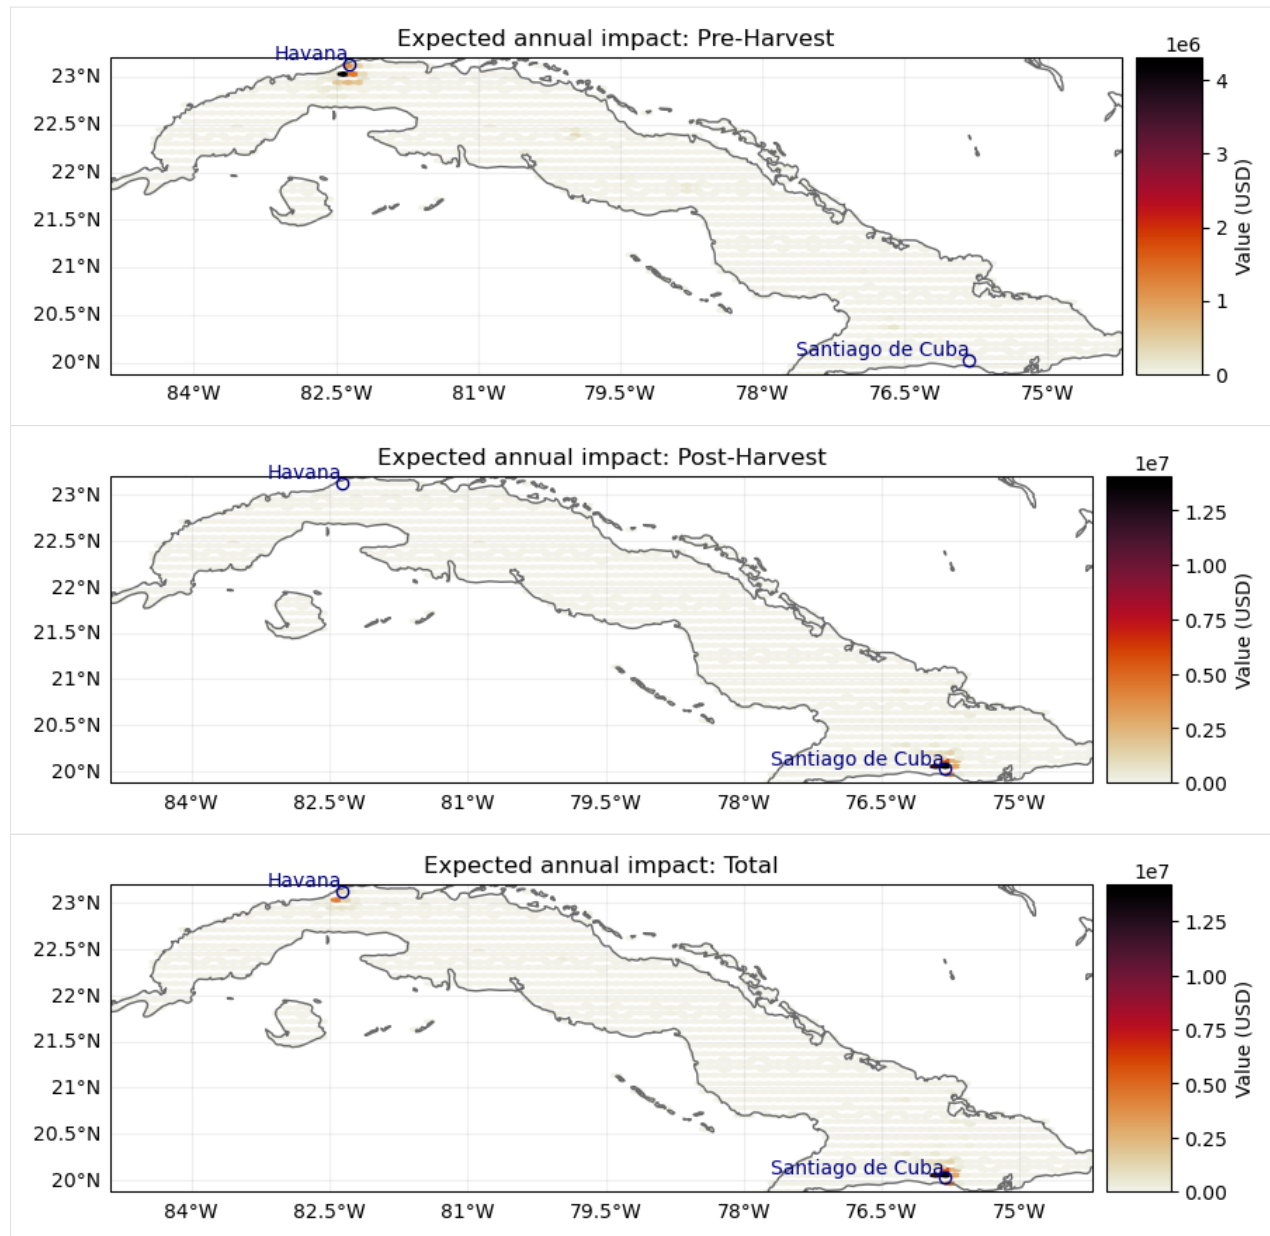 Expected annual impact: Pre-Harvest
1e6
Havana
23°N
22.5°N
22°N
21.5°N
21°N
20.5°N
20°N
Santiago de Cuba
84°W
82.5°W
81°W
79.5°W
78°W
76.5°W
75°W
4
3
2
1
0
Value (USD)
Expected annual impact: Post-Harvest
1e7
Havana
23°N
22.5°N
22°N
21.5°N
21°N
20.5°N
20°N
Santiago de Cuba
84°W
82.5°W
81°W
79.5°W
78°W
76.5°W
75°W
1.25
1.00
0.75
0.50
0.25
0.00
Value (USD)
Expected annual impact: Total
1e7
Havana
23°N
22.5°N
22°N
21.5°N
21°N
20.5°N
20°N
Santiago de Cuba
84°W
82.5°W
81°W
79.5°W
78°W
76.5°W
75°W
1.25
1.00
0.75
0.50
0.25
0.00
Value (USD)